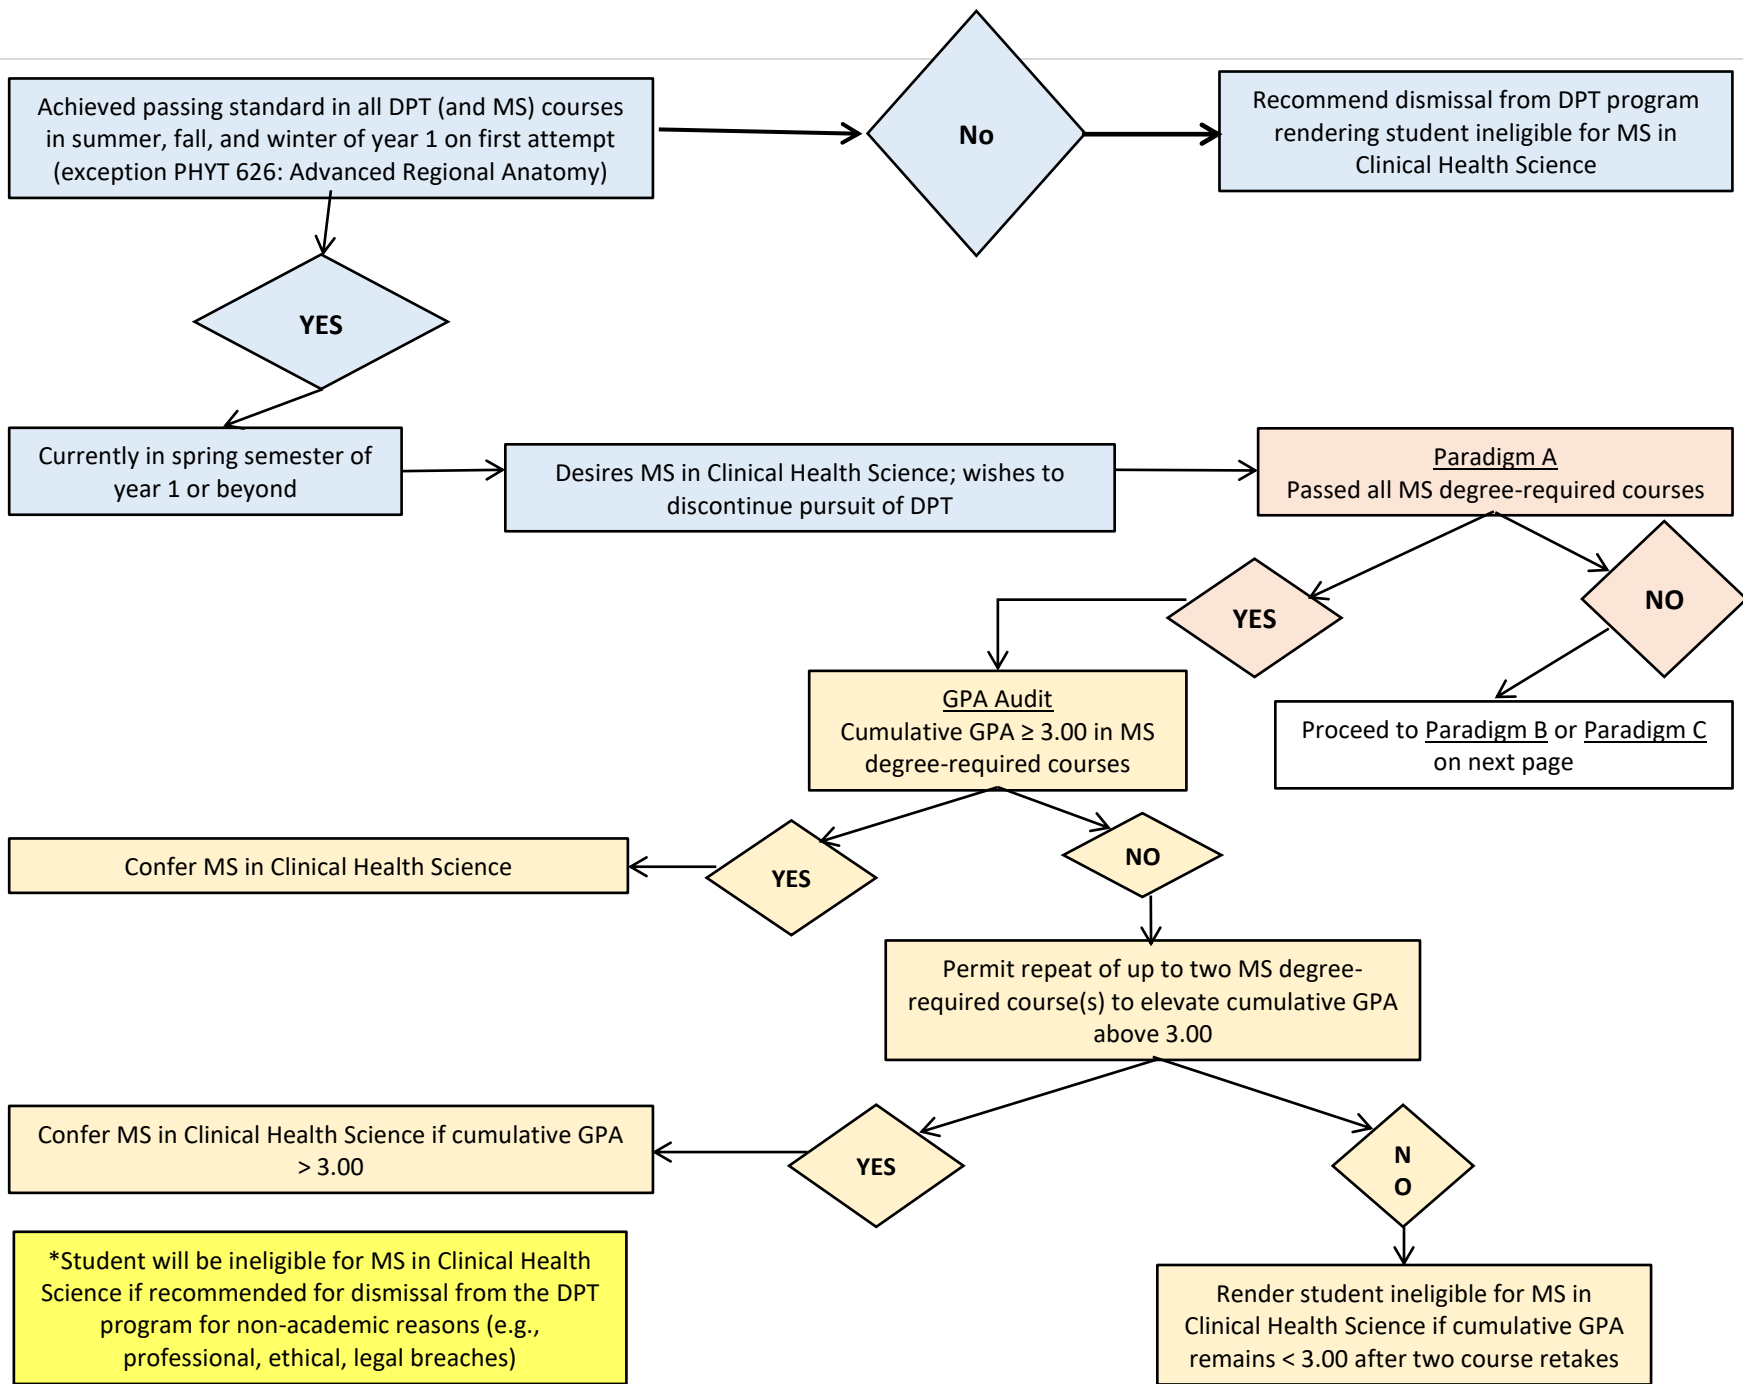 Achieved passing standard in all DPT (and MS) courses
in summer, fall, and winter of year 1 on first attempt
(exception PHYT 626: Advanced Regional Anatomy)
No
Recommend dismissal from DPT program
rendering student ineligible for MS in
Clinical Health Science
YES
Currently in spring semester of
year 1 or beyond
Desires MS in Clinical Health Science; wishes to
discontinue pursuit of DPT
Paradigm A
Passed all MS degree-required courses
YES
NO
GPA Audit
Cumulative GPA ≥ 3.00 in MS
degree-required courses
Proceed to Paradigm B or Paradigm C
on next page
Confer MS in Clinical Health Science
YES
NO
Permit repeat of up to two MS degree-
required course(s) to elevate cumulative GPA
above 3.00
Confer MS in Clinical Health Science if cumulative GPA
> 3.00
YES
N
O
*Student will be ineligible for MS in Clinical Health
Science if recommended for dismissal from the DPT
program for non-academic reasons (e.g.,
professional, ethical, legal breaches)
Render student ineligible for MS in
Clinical Health Science if cumulative GPA
remains < 3.00 after two course retakes